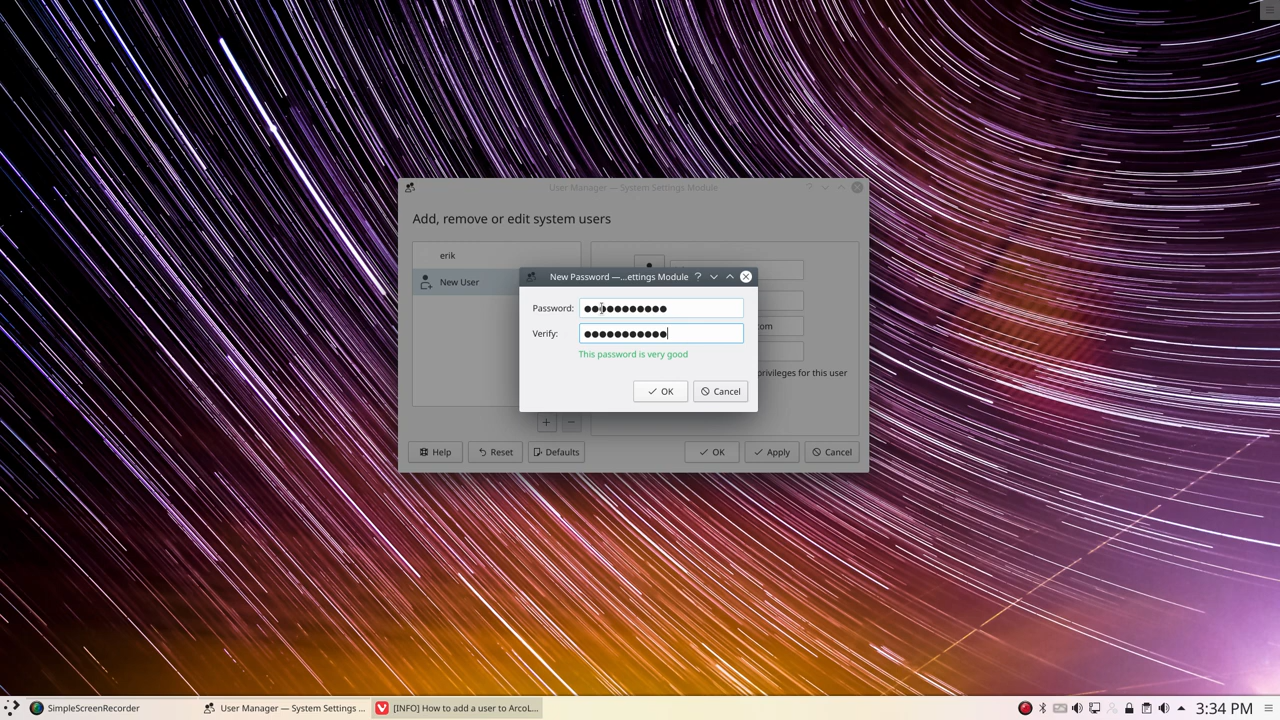 User Manager — System Settings Module
Add, remove or edit system users
erik
New User
New Password —...ettings Module
Password: ●●●●●●●●●●●
Verify: ●●●●●●●●●●●
This password is very good
OK
Cancel
om
privileges for this user
Help
Reset
Defaults
OK
Apply
Cancel
SimpleScreenRecorder
User Manager — System Settings ...
[INFO] How to add a user to ArcoL...
3:34 PM